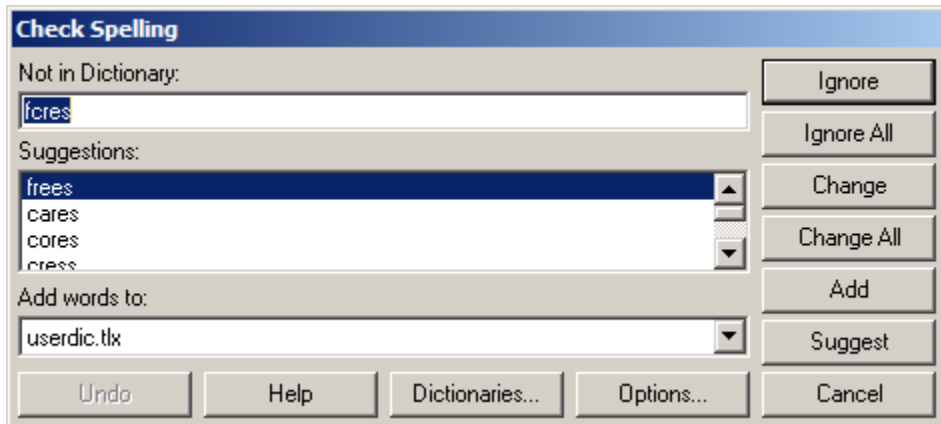 Check Spelling
Not in Dictionary:
fcres
Suggestions:
frees
cares
cores
cress
Add words to:
userdic.tlx
Ignore
Ignore All
Change
Change All
Add
Suggest
Undo
Help
Dictionaries...
Options...
Cancel